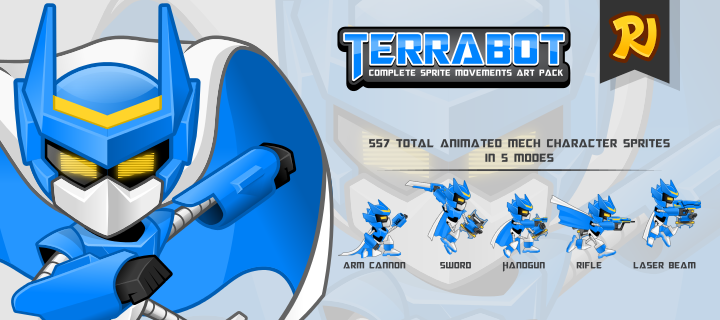 TERRABOT
COMPLETE SPRITE MOVEMENTS ART PACK
RJ
557 TOTAL ANIMATED MECH CHARACTER SPRITES
IN 5 MODES
ARM CANNON SWORD HANDGUN RIFLE LASER BEAM